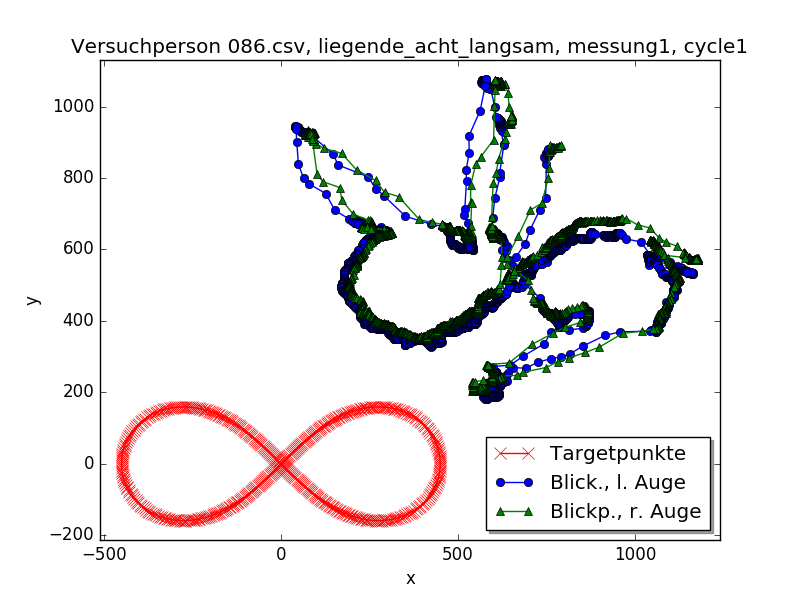 Versuchperson 086.csv, liegende_acht_langsam, messung1, cycle1
1000
800
600
400
200
0
−200
y
−500
0
500
1000
x
Targetpunkte
Blick., l. Auge
Blickp., r. Auge